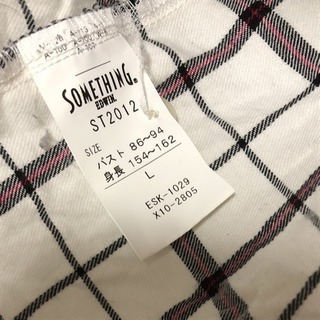 SOMETHING®
EDWIN
ST2012
SIZE
バスト 86~94
身長 154~162
L
ESK-1029
X10-2805